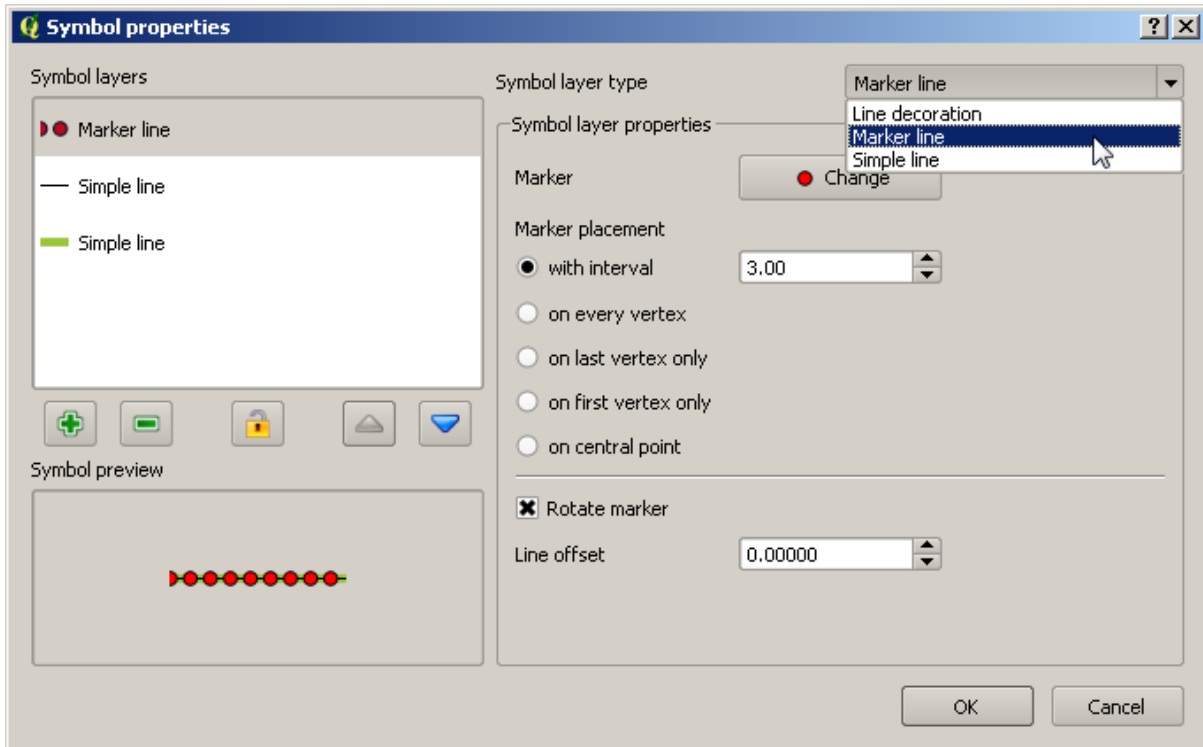 Symbol properties
Symbol layers
Marker line
Simple line
Simple line
Symbol preview
Symbol layer type
Marker line
Line decoration
Marker line
Simple line
Symbol layer properties
Marker
Change
Marker placement
with interval
3.00
on every vertex
on last vertex only
on first vertex only
on central point
Rotate marker
Line offset
0.00000
OK
Cancel